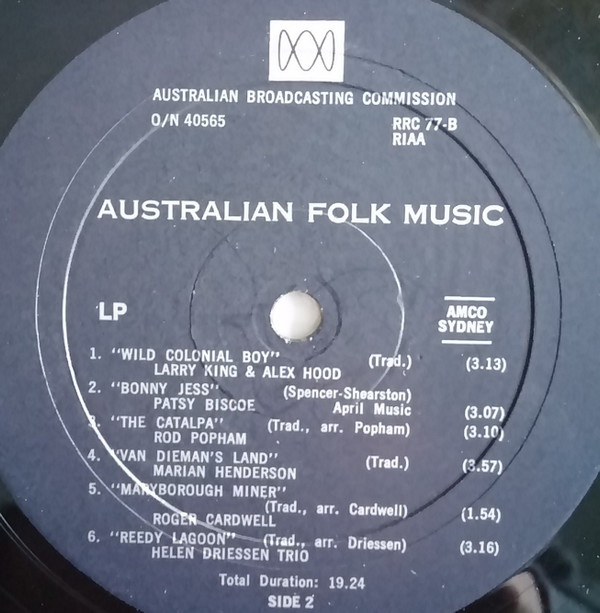 AUSTRALIAN BROADCASTING COMMISSION
O/N 40565 RRC 77-B
RIAA
AUSTRALIAN FOLK MUSIC
LP AMCO
SYDNEY
1. "WILD COLONIAL BOY" (Trad.) (3.13)
LARRY KING & ALEX HOOD
2. "BONNY JESS" (Spencer-Shearston)
PATSY BISCOE April Music (3.07)
3. "THE CATALPA" (Trad., arr. Popham) (3.10)
ROD POPHAM
4. "VAN DIEMAN'S LAND" (Trad.) (3.57)
MARIAN HENDERSON
5. "MARYBOROUGH MINER"
(Trad., arr. Cardwell) (1.54)
ROGER CARDWELL
6. "REEDY LAGOON" (Trad., arr. Driessen) (3.16)
HELEN DRIESSEN TRIO
Total Duration: 19.24
SIDE 2